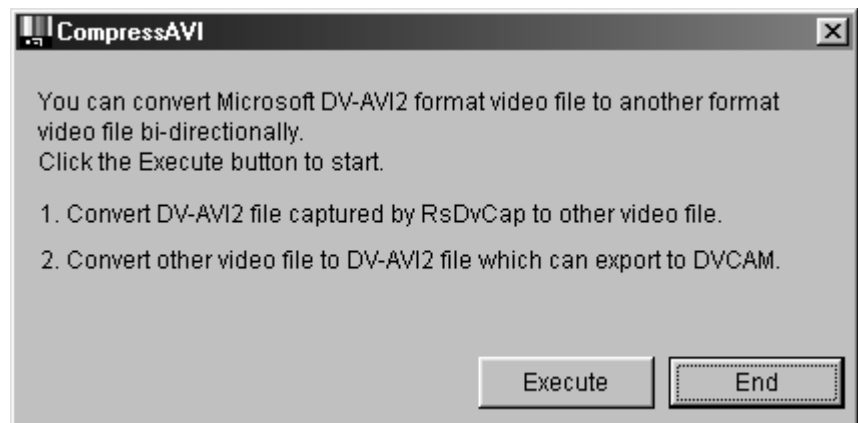 CompressAVI
You can convert Microsoft DV-AVI2 format video file to another format
video file bi-directionally.
Click the Execute button to start.
1. Convert DV-AVI2 file captured by RsDvCap to other video file.
2. Convert other video file to DV-AVI2 file which can export to DVCAM.
Execute End